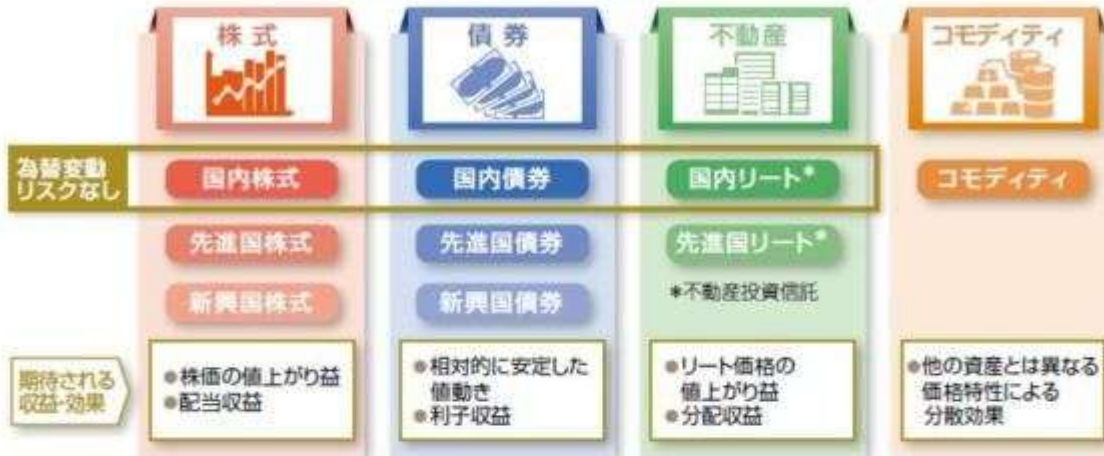 株式
債券
不動産
コモディティ
為替変動
リスクなし
国内株式
国内債券
国内リート*
コモディティ
先進国株式
先進国債券
先進国リート*
新興国株式
新興国債券
*不動産投資信託
期待される
収益・効果
●株価の値上がり益
●配当収益
●相対的に安定した
値動き
●利子収益
●リート価格の
値上がり益
●分配収益
●他の資産とは異なる
価格特性による
分散効果